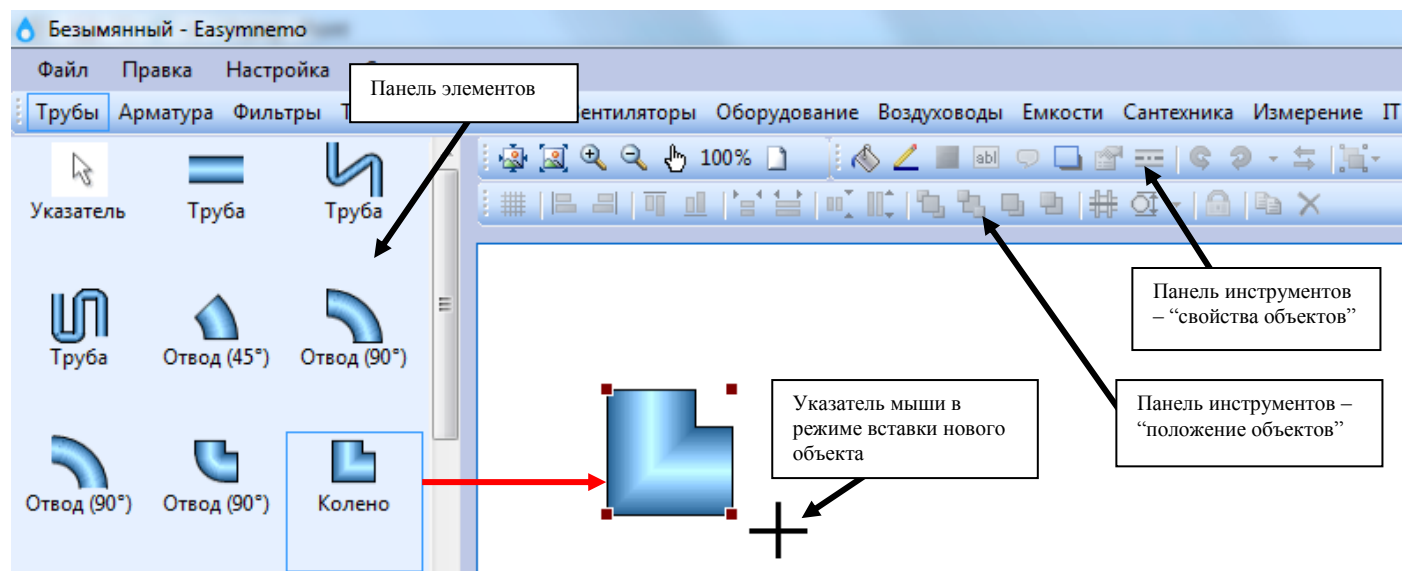 Безымянный - Easymnemo
Файл Правка Настройка
Панель элементов
Трубы Арматура Фильтры Оборудование Воздуховоды Емкости Сантехника Измерение IT
100%
abl
Указатель Труба Труба
Панель инструментов
– “свойства объектов”
Труба Отвод (45°) Отвод (90°)
Указатель мыши в
режиме вставки нового
объекта
Панель инструментов –
“положение объектов”
Отвод (90°) Отвод (90°) Колено